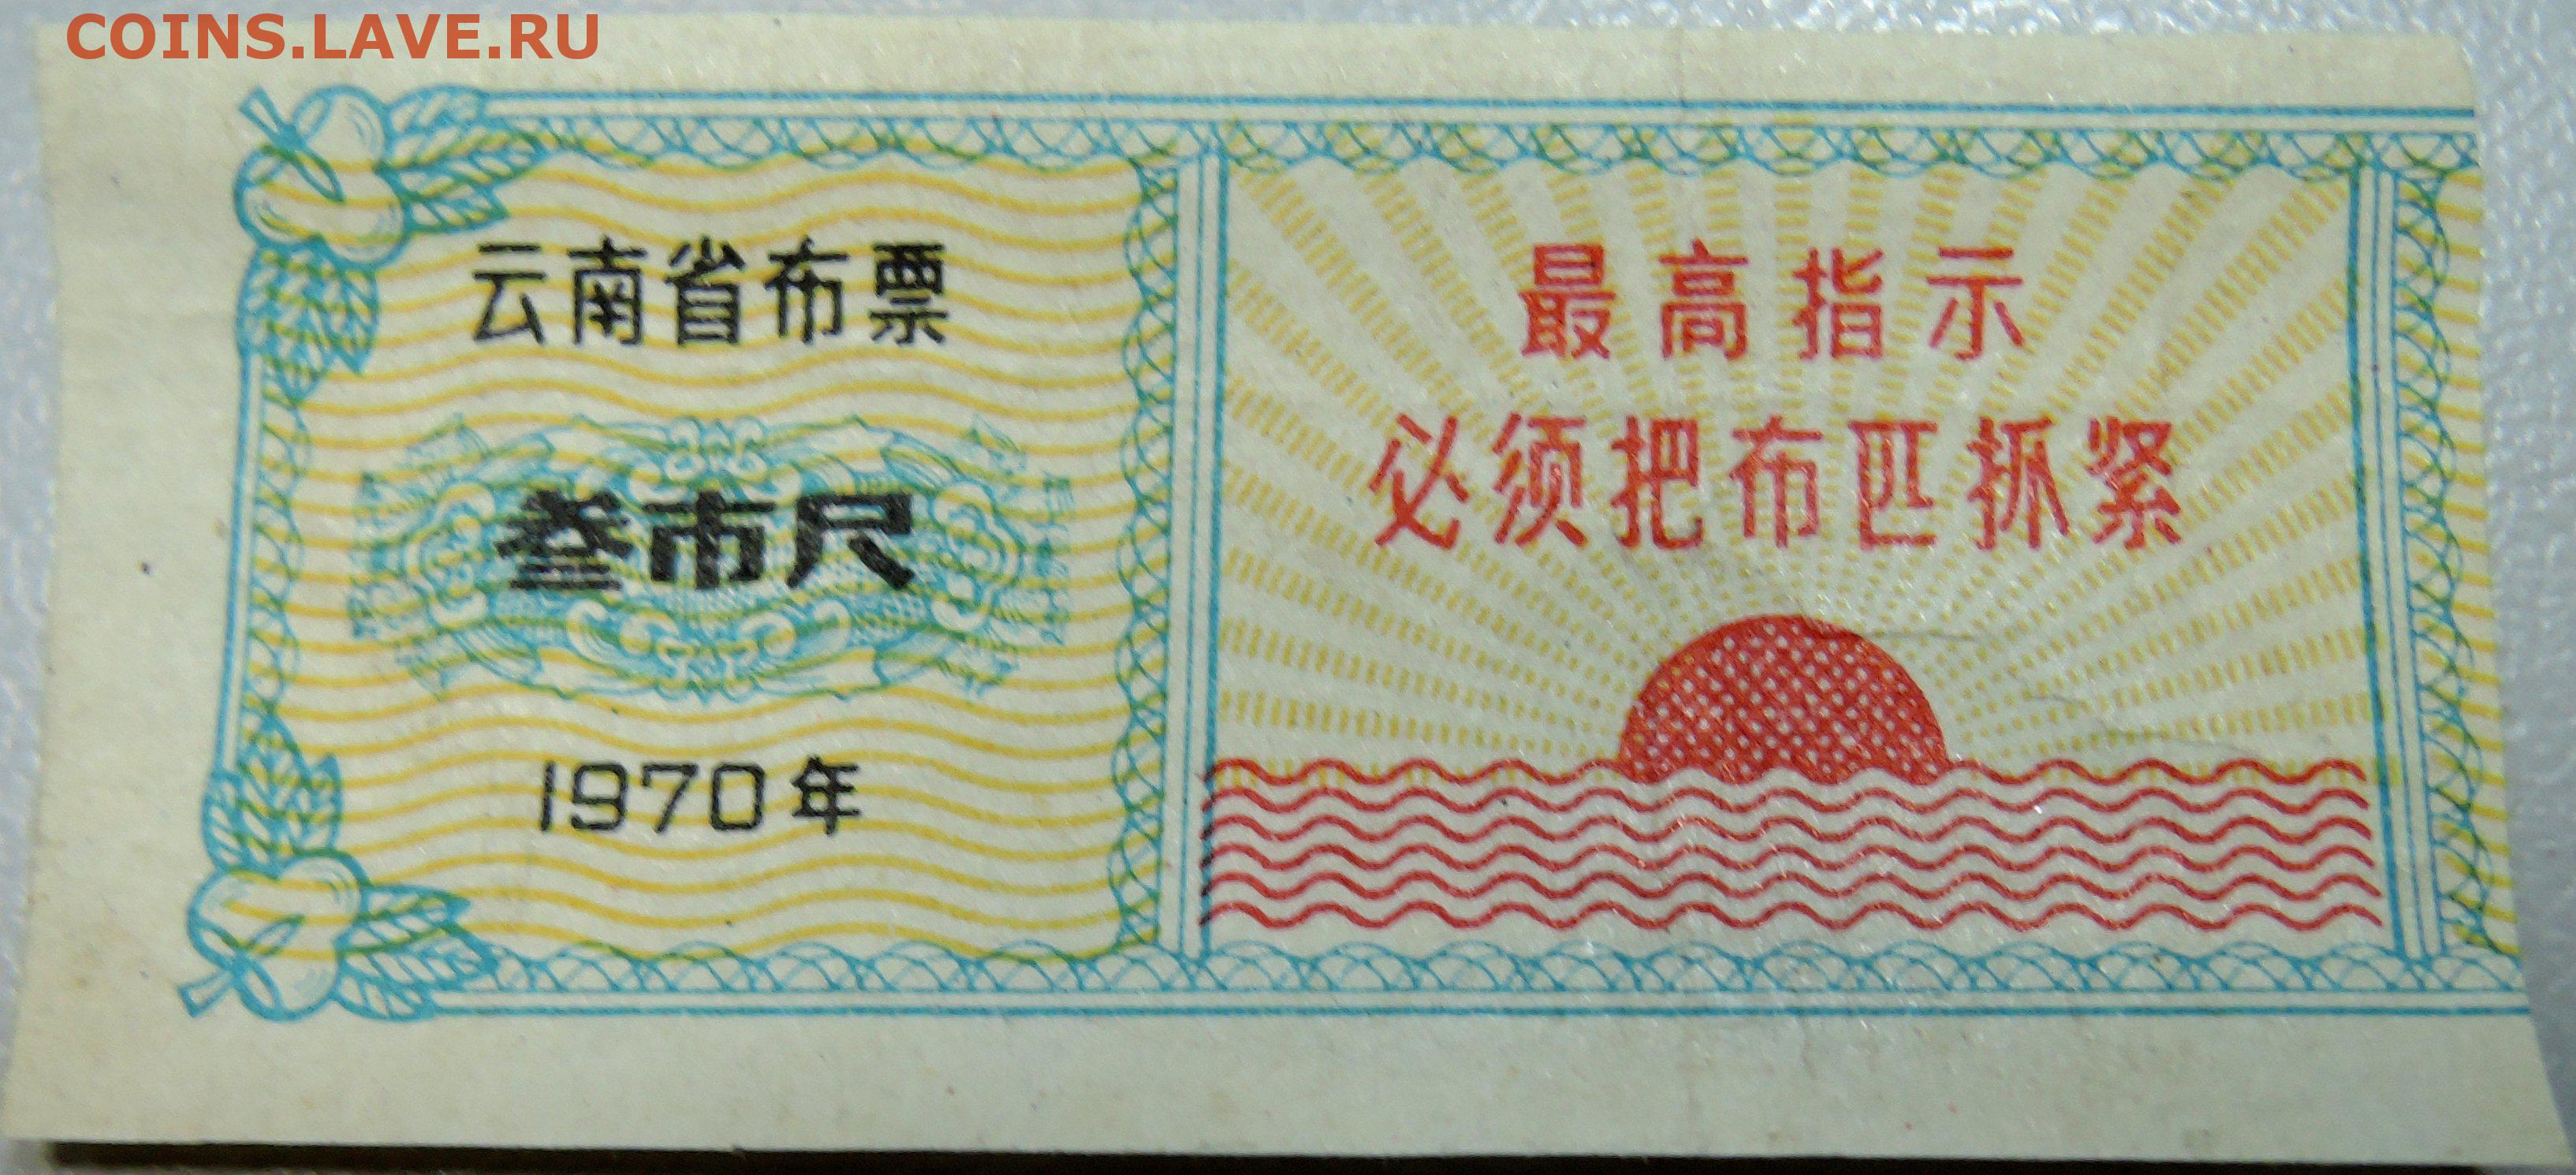 COINS.LAVE.RU
云南省布票
叁市尺
1970年
最高指示
必须把布匹抓紧